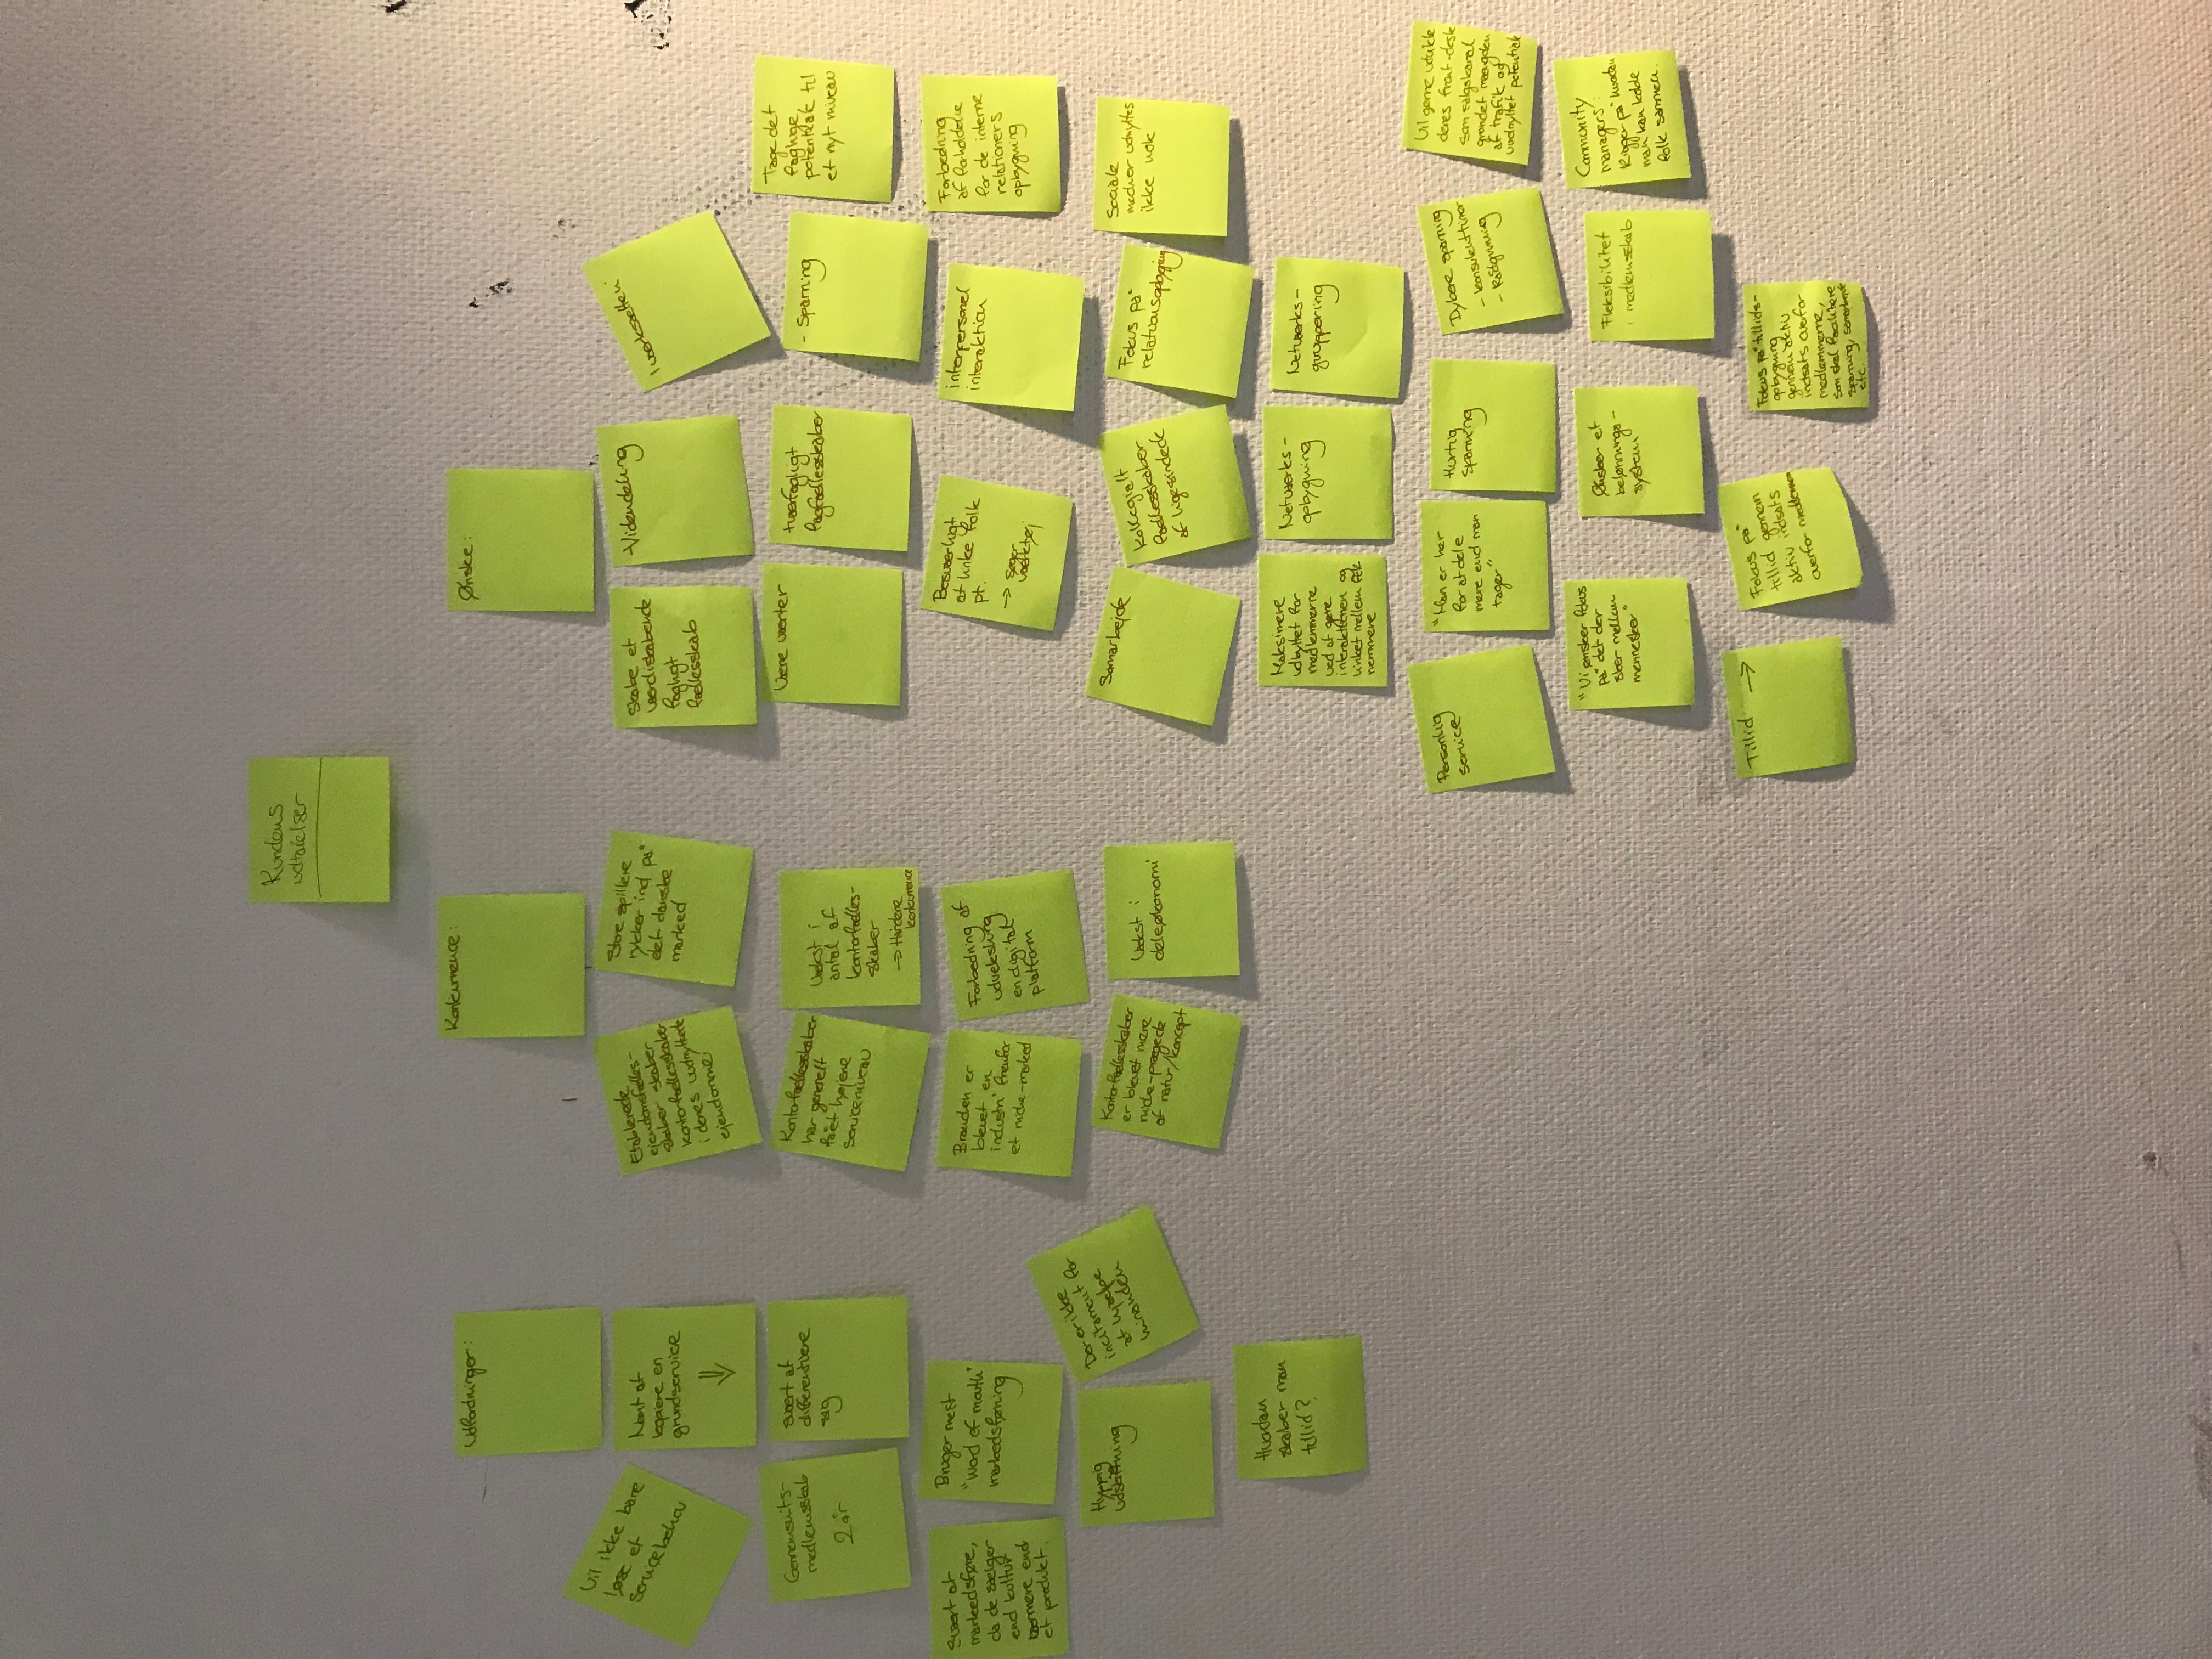 Kundens
udtalelser
Udfordninger:
Vil ikke bare
løse et
servicebehov
Nemt at
kopiere en
grundservice
↓
Gennemsnits-
medlemsskab
2 år
svært at
differentiere
sig
Svært at
markedsføre,
da de sælger
end kultur
nærmere end
et produkt.
Bruger mest
"word of mouth"
markedsføring
Hyppig
udskiftning
Der er ikke
incitament for
at hjælpe
hinanden
Hvordan
skaber man
tillid?
Konkurrence:
Etablerede
ejendomsfælles-
skaber skaber
kontorfællesskaber
i deres uudnyttede
ejendomme
Store spillere
rykker ind på
det danske
marked
Kontorfællesskaber
har generelt
fået højene
serviceniveau
Vækst i
antal af
kontorfælles-
skaber
→ Hårdere
konkurrence
Branchen er
blevet en
industri fremfor
et niche-marked
Forbedring af
udveksling
en digital
platform
Kontorfællesskaber
er blevet mere
niche-prægede
af natur/koncept
Vækst i
deleøkonomi
Ønske:
Skabe et
værdiskabende
fagligt
fællesskab
-Videndeling
Iværksætteri
Være værter
tværfagligt
fagfællesskaber
- Sparring
Tage det
faglige
potentiale til
et nyt niveau
Besværligt
at linke folk
pt.
→ søger
værktøj
interpersonel
interaktion
Forbedring
af forholdene
for de interne
relationers
opbygning
Samarbejde
Kollegialt
fællesskaber
af ligesindede
Fokus på
relationsopbygning
Sociale
medier udnyttes
ikke nok
Maksimere
udbyttet for
medlemmerne
ved at gøre
interaktionen og
linket mellem folk
nemmere
Netværks-
opbygning
Netværks-
gruppering
Personlig
service
"Man er her
for at dele
mere end man
tager"
Hurtig
sparring
Dybere sparring
- konsulenttimer
- Rådgivning
Vil gerne udvikle
deres front-desk
som salgskanal
grundet mængden
af trafik og
uudnyttet potentiale
"Vi ønsker fokus
på det der
sker mellem
mennesker"
Ønsker et
belønnings-
system
Fleksibilitet
i medlemsskab
Community
managers:
Kigger på hvordan
man kan koble
folk sammen.
Tillid →
Fokus på
tillid gennem
aktiv indsats
overfor medlemmer
Fokus på tillids-
opbygning
gennem aktiv
indsats overfor
medlemmerne,
som skal facilitere
sparring, samarbejde
etc.